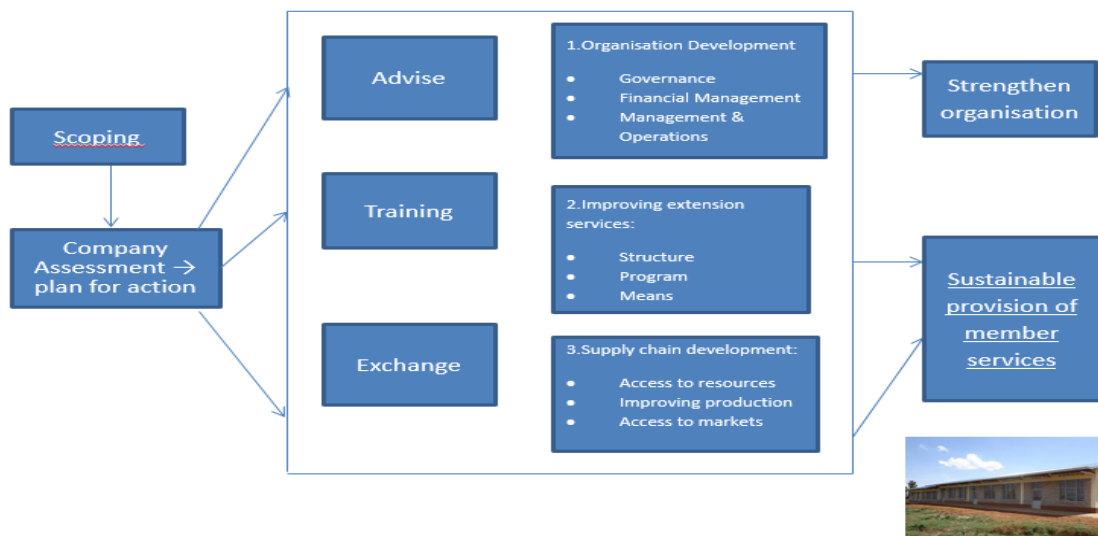 Scoping
Company
Assessment →
plan for action
Advise
Training
Exchange
1.Organisation Development
● Governance
● Financial Management
● Management &
Operations
2.Improving extension
services:
● Structure
● Program
● Means
3.Supply chain development:
● Access to resources
● Improving production
● Access to markets
Strengthen
organisation
Sustainable
provision of
member
services